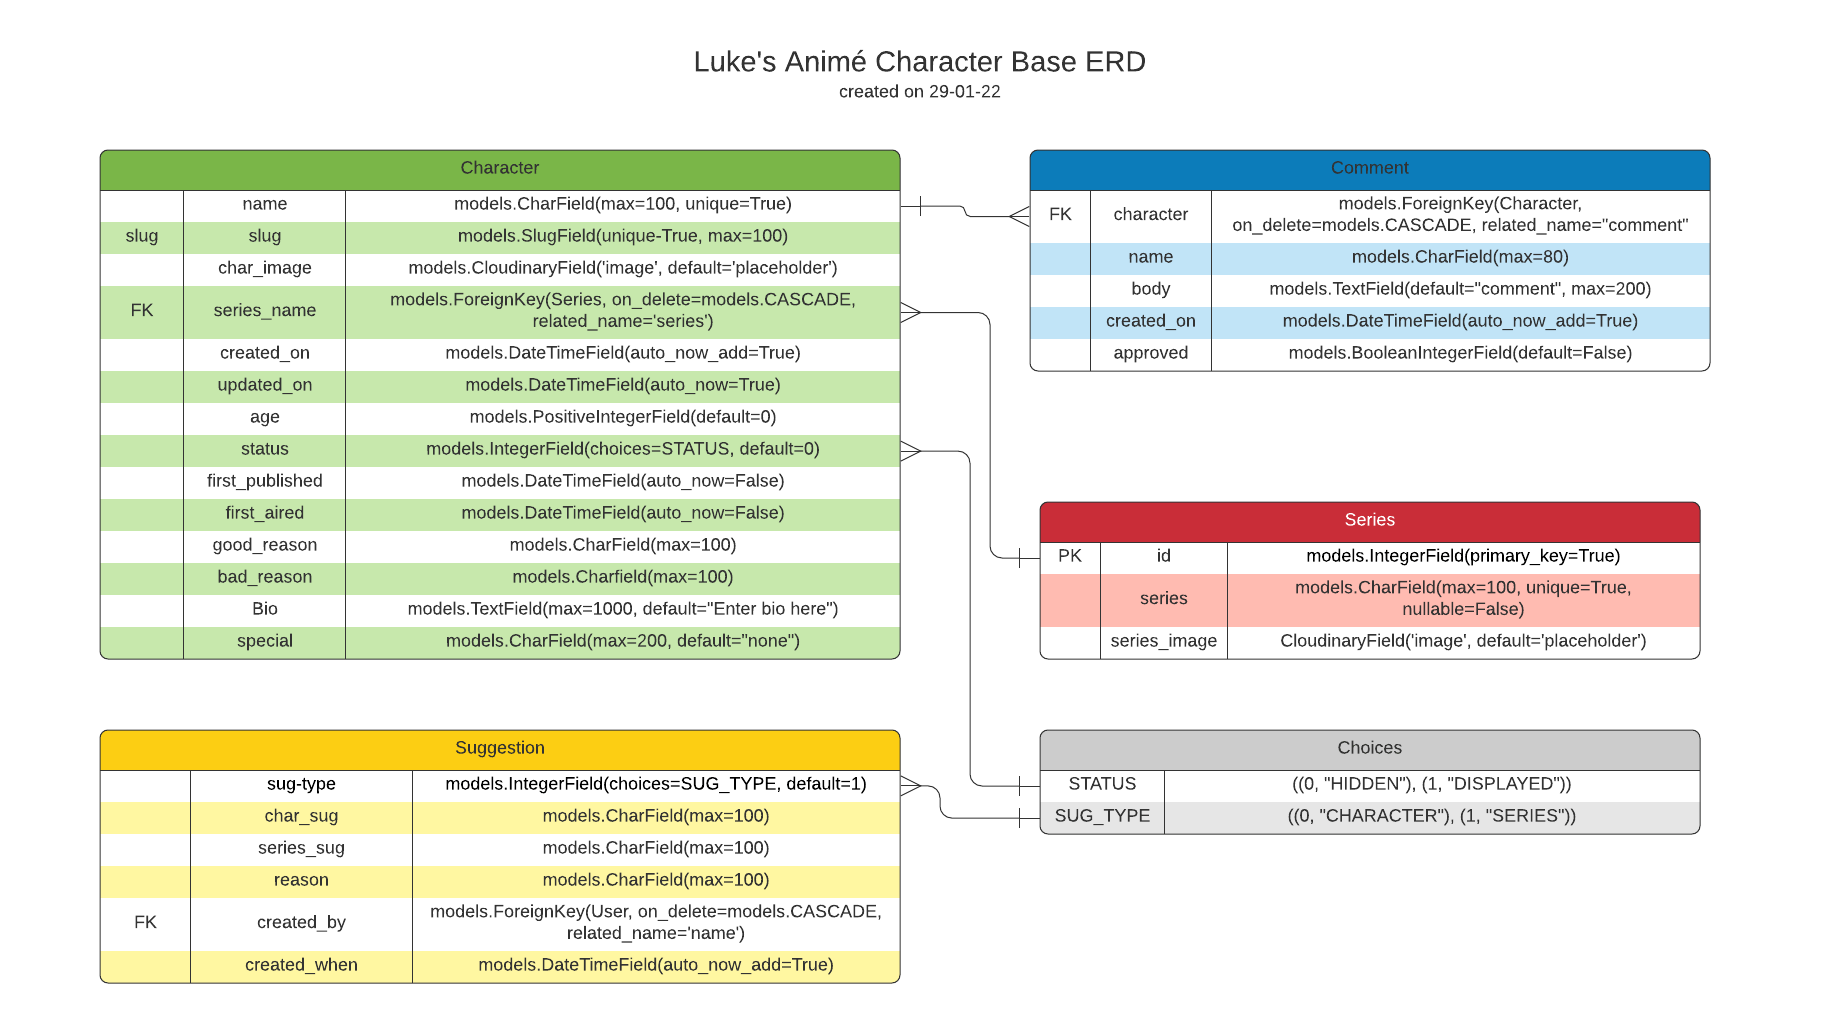 Luke's Animé Character Base ERD
created on 29-01-22
Character
name models.CharField(max=100, unique=True)
slug slug models.SlugField(unique-True, max=100)
char_image models.CloudinaryField('image', default='placeholder')
FK series_name models.ForeignKey(Series, on_delete=models.CASCADE,
related_name='series')
created_on models.DateTimeField(auto_now_add=True)
updated_on models.DateTimeField(auto_now=True)
age models.PositiveIntegerField(default=0)
status models.IntegerField(choices=STATUS, default=0)
first_published models.DateTimeField(auto_now=False)
first_aired models.DateTimeField(auto_now=False)
good_reason models.CharField(max=100)
bad_reason models.Charfield(max=100)
Bio models.TextField(max=1000, default="Enter bio here")
special models.CharField(max=200, default="none")
Comment
FK character models.ForeignKey(Character,
on_delete=models.CASCADE, related_name="comment"
name models.CharField(max=80)
body models.TextField(default="comment", max=200)
created_on models.DateTimeField(auto_now_add=True)
approved models.BooleanIntegerField(default=False)
Series
PK id models.IntegerField(primary_key=True)
series models.CharField(max=100, unique=True,
nullable=False)
series_image CloudinaryField('image', default='placeholder')
Suggestion
sug-type models.IntegerField(choices=SUG_TYPE, default=1)
char_sug models.CharField(max=100)
series_sug models.CharField(max=100)
reason models.CharField(max=100)
FK created_by models.ForeignKey(User, on_delete=models.CASCADE,
related_name='name')
created_when models.DateTimeField(auto_now_add=True)
Choices
STATUS ((0, "HIDDEN"), (1, "DISPLAYED"))
SUG_TYPE ((0, "CHARACTER"), (1, "SERIES"))